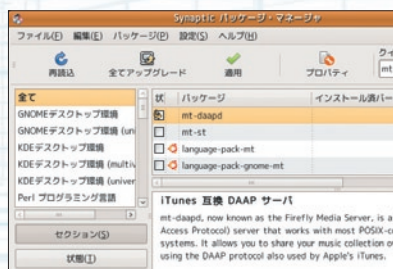 Synaptic パッケージ・マネージャ
ファイル(F) 編集(E) パッケージ(P) 設定(S) ヘルプ(H)
再読込 全てアップグレード 適用 プロパティ
mt
全て
GNOMEデスクトップ環境
GNOMEデスクトップ環境 (uni
KDEデスクトップ環境
KDEデスクトップ環境 (multiv
KDEデスクトップ環境 (univer
Perl プログラミング言語
セクション(S)
状態(T)
状 パッケージ インストール済バー
mt-daapd
mt-st
language-pack-mt
language-pack-gnome-mt
iTunes 互換 DAAP サーバ
mt-daapd, now known as the Firefly Media Server, is a
Access Protocol) server that works with most POSIX-c
systems. It allows you to share your music collection o
using the DAAP protocol also used by Apple's iTunes.